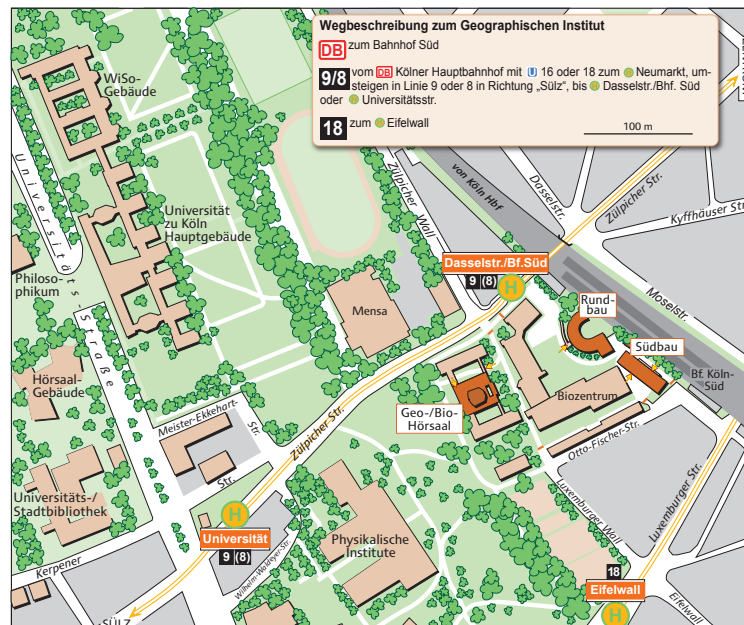 Wegbeschreibung zum Geographischen Institut
DB zum Bahnhof Süd
9/8 vom DB Kölner Hauptbahnhof mit U 16 oder 18 zum H Neumarkt, um-
steigen in Linie 9 oder 8 in Richtung „Sülz“, bis H Dasselstr./Bhf. Süd
oder H Universitätsstr.
18 zum H Eifelwall
100 m
WiSo-
Gebäude
Universitäts-Straße
Universität
zu Köln
Hauptgebäude
Philoso-
phikum
Hörsaal-
Gebäude
Universitäts-/
Stadtbibliothek
Kerpener
SÜLZ
Meister-Ekkehart-
Str.
Str.
Zülpicher Str.
Universität
9 (8)
H
Wilhelm-Waldeyer-Str.
Physikalische
Institute
Mensa
Zülpicher Wall
von Köln Hbf
Dasselstr.
Zülpicher Str.
Kyffhäuser Str.
Moselstr.
Dasselstr./Bf.Süd
9 (8)
H
Rund-
bau
Südbau
Bf. Köln-
Süd
Biozentrum
Geo-/Bio-
Hörsaal
Otto-Fischer-Str.
Luxemburger Wall
Luxemburger Str.
18
Eifelwall
H
Eifelwall